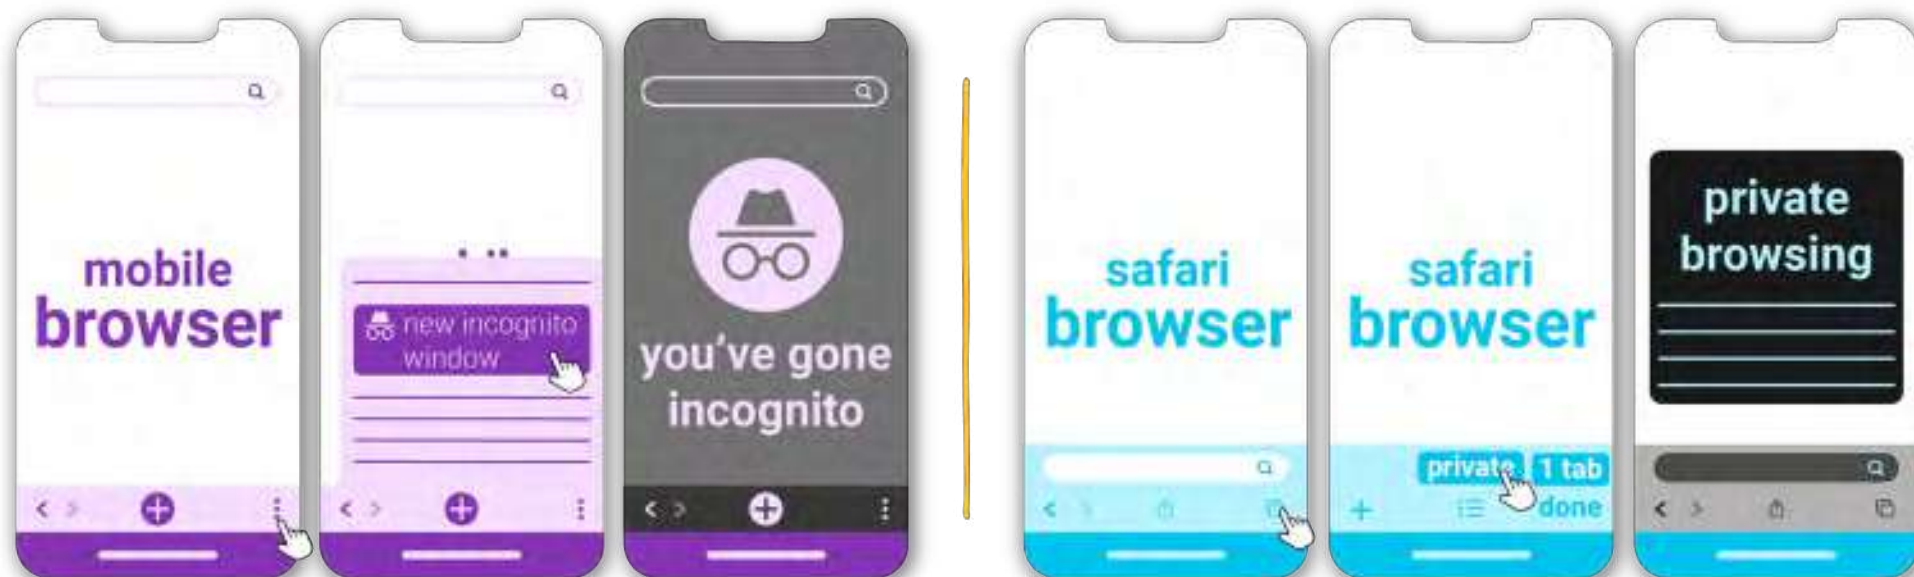 mobile
browser
new incognito
window
you've gone
incognito
safari
browser
safari
browser
private 1 tab
done
private
browsing